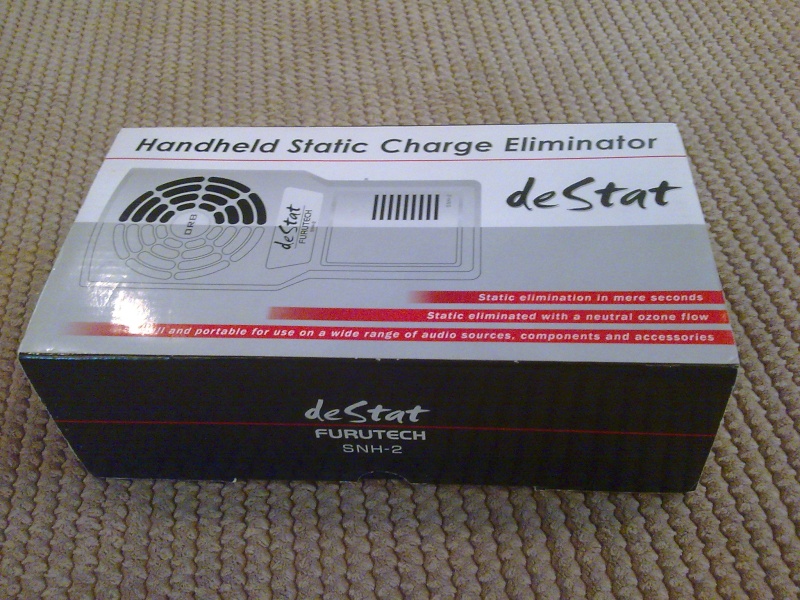 Handheld Static Charge Eliminator
deStat
ORB
deStat
FURUTECH
Static elimination in mere seconds
Static eliminated with a neutral ozone flow
and portable for use on a wide range of audio sources, components and accessories
deStat
FURUTECH
SNH-2